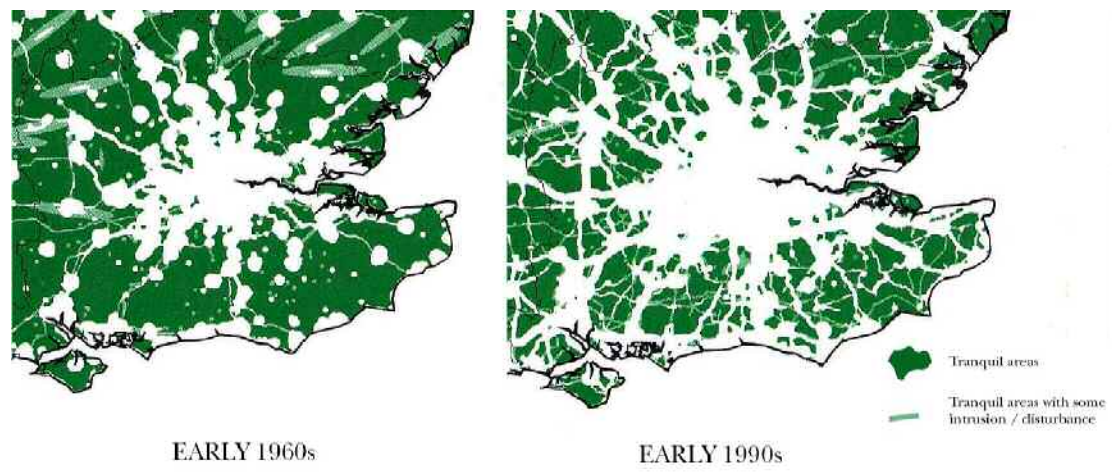 Tranquil areas
Tranquil areas with some
intrusion / disturbance
EARLY 1960s
EARLY 1990s